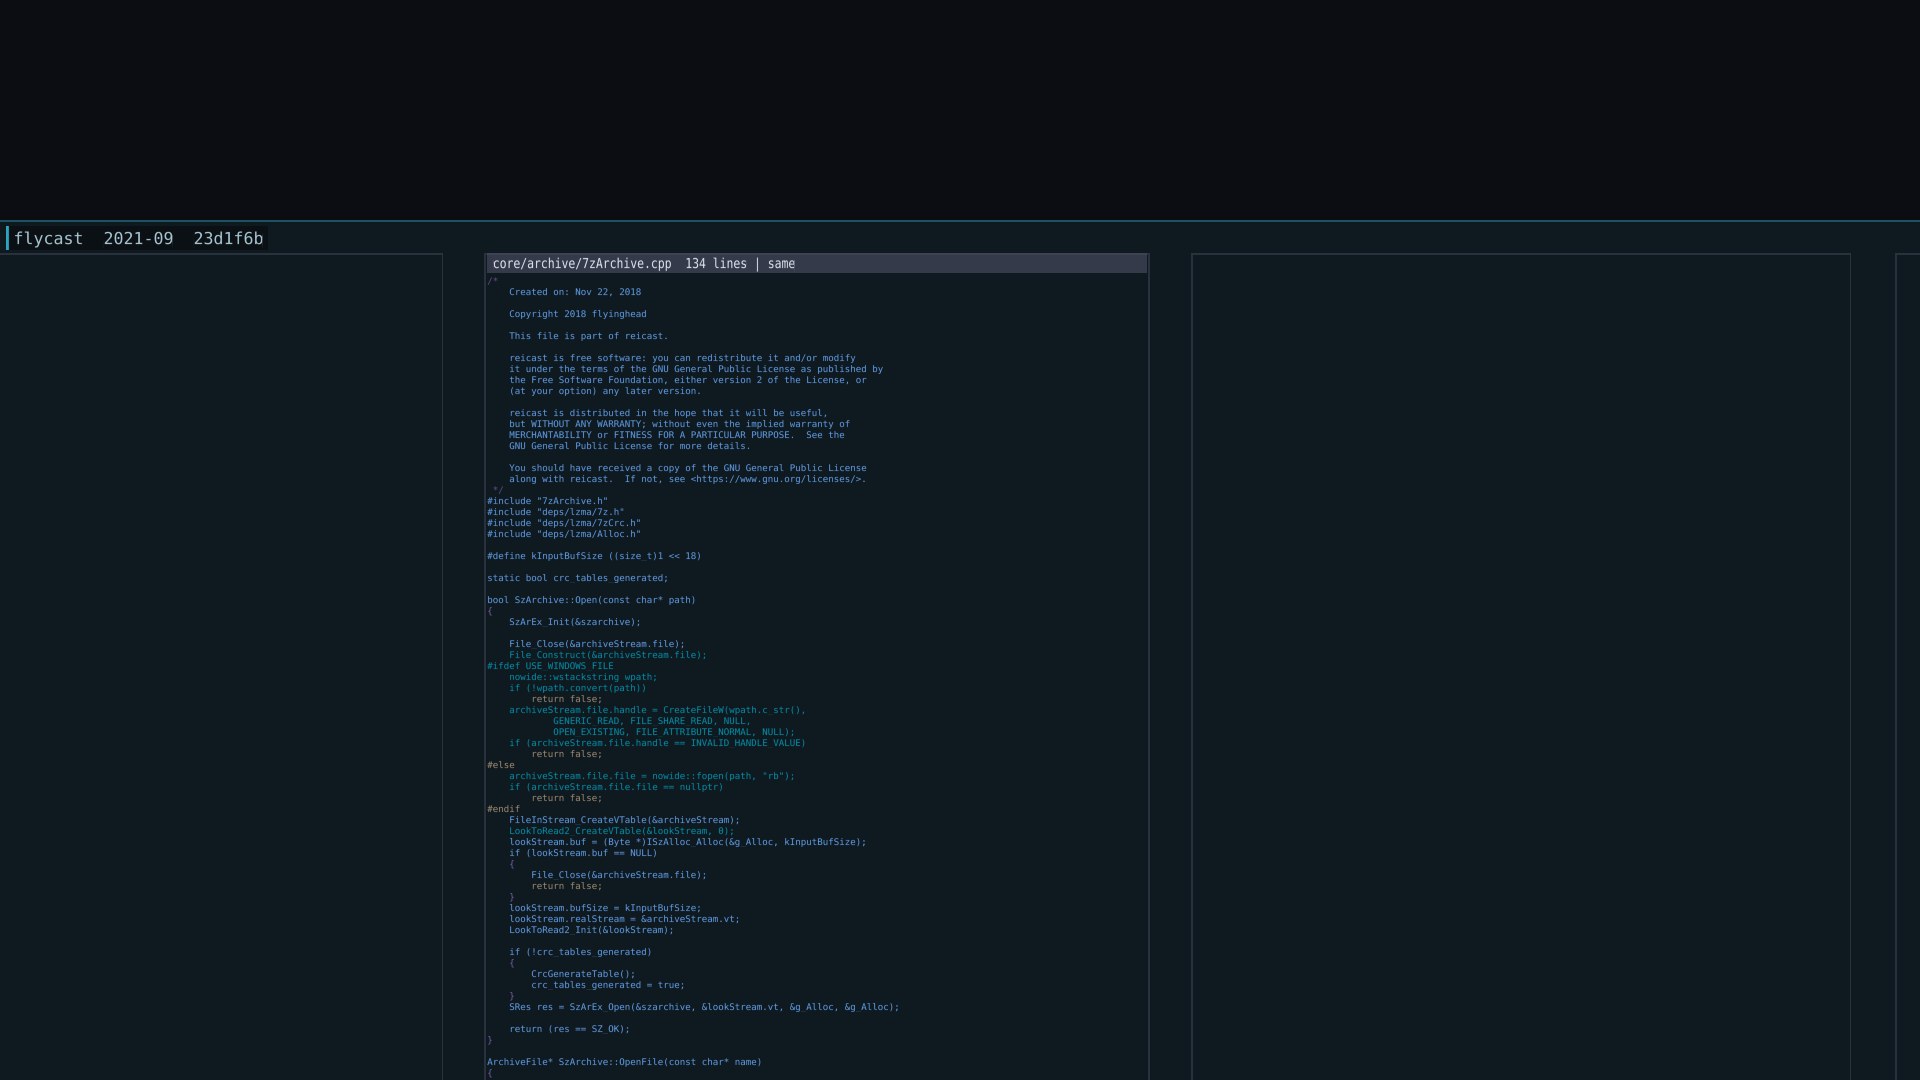 flycast  2021-09  23d1f6b
core/archive/7zArchive.cpp  134 lines | same
/*
    Created on: Nov 22, 2018

    Copyright 2018 flyinghead

    This file is part of reicast.

    reicast is free software: you can redistribute it and/or modify
    it under the terms of the GNU General Public License as published by
    the Free Software Foundation, either version 2 of the License, or
    (at your option) any later version.

    reicast is distributed in the hope that it will be useful,
    but WITHOUT ANY WARRANTY; without even the implied warranty of
    MERCHANTABILITY or FITNESS FOR A PARTICULAR PURPOSE.  See the
    GNU General Public License for more details.

    You should have received a copy of the GNU General Public License
    along with reicast.  If not, see <https://www.gnu.org/licenses/>.
 */
#include "7zArchive.h"
#include "deps/lzma/7z.h"
#include "deps/lzma/7zCrc.h"
#include "deps/lzma/Alloc.h"

#define kInputBufSize ((size_t)1 << 18)

static bool crc_tables_generated;

bool SzArchive::Open(const char* path)
{
    SzArEx_Init(&szarchive);

    File_Close(&archiveStream.file);
    File_Construct(&archiveStream.file);
#ifdef USE_WINDOWS_FILE
    nowide::wstackstring wpath;
    if (!wpath.convert(path))
        return false;
    archiveStream.file.handle = CreateFileW(wpath.c_str(),
            GENERIC_READ, FILE_SHARE_READ, NULL,
            OPEN_EXISTING, FILE_ATTRIBUTE_NORMAL, NULL);
    if (archiveStream.file.handle == INVALID_HANDLE_VALUE)
        return false;
#else
    archiveStream.file.file = nowide::fopen(path, "rb");
    if (archiveStream.file.file == nullptr)
        return false;
#endif
    FileInStream_CreateVTable(&archiveStream);
    LookToRead2_CreateVTable(&lookStream, 0);
    lookStream.buf = (Byte *)ISzAlloc_Alloc(&g_Alloc, kInputBufSize);
    if (lookStream.buf == NULL)
    {
        File_Close(&archiveStream.file);
        return false;
    }
    lookStream.bufSize = kInputBufSize;
    lookStream.realStream = &archiveStream.vt;
    LookToRead2_Init(&lookStream);

    if (!crc_tables_generated)
    {
        CrcGenerateTable();
        crc_tables_generated = true;
    }
    SRes res = SzArEx_Open(&szarchive, &lookStream.vt, &g_Alloc, &g_Alloc);

    return (res == SZ_OK);
}

ArchiveFile* SzArchive::OpenFile(const char* name)
{